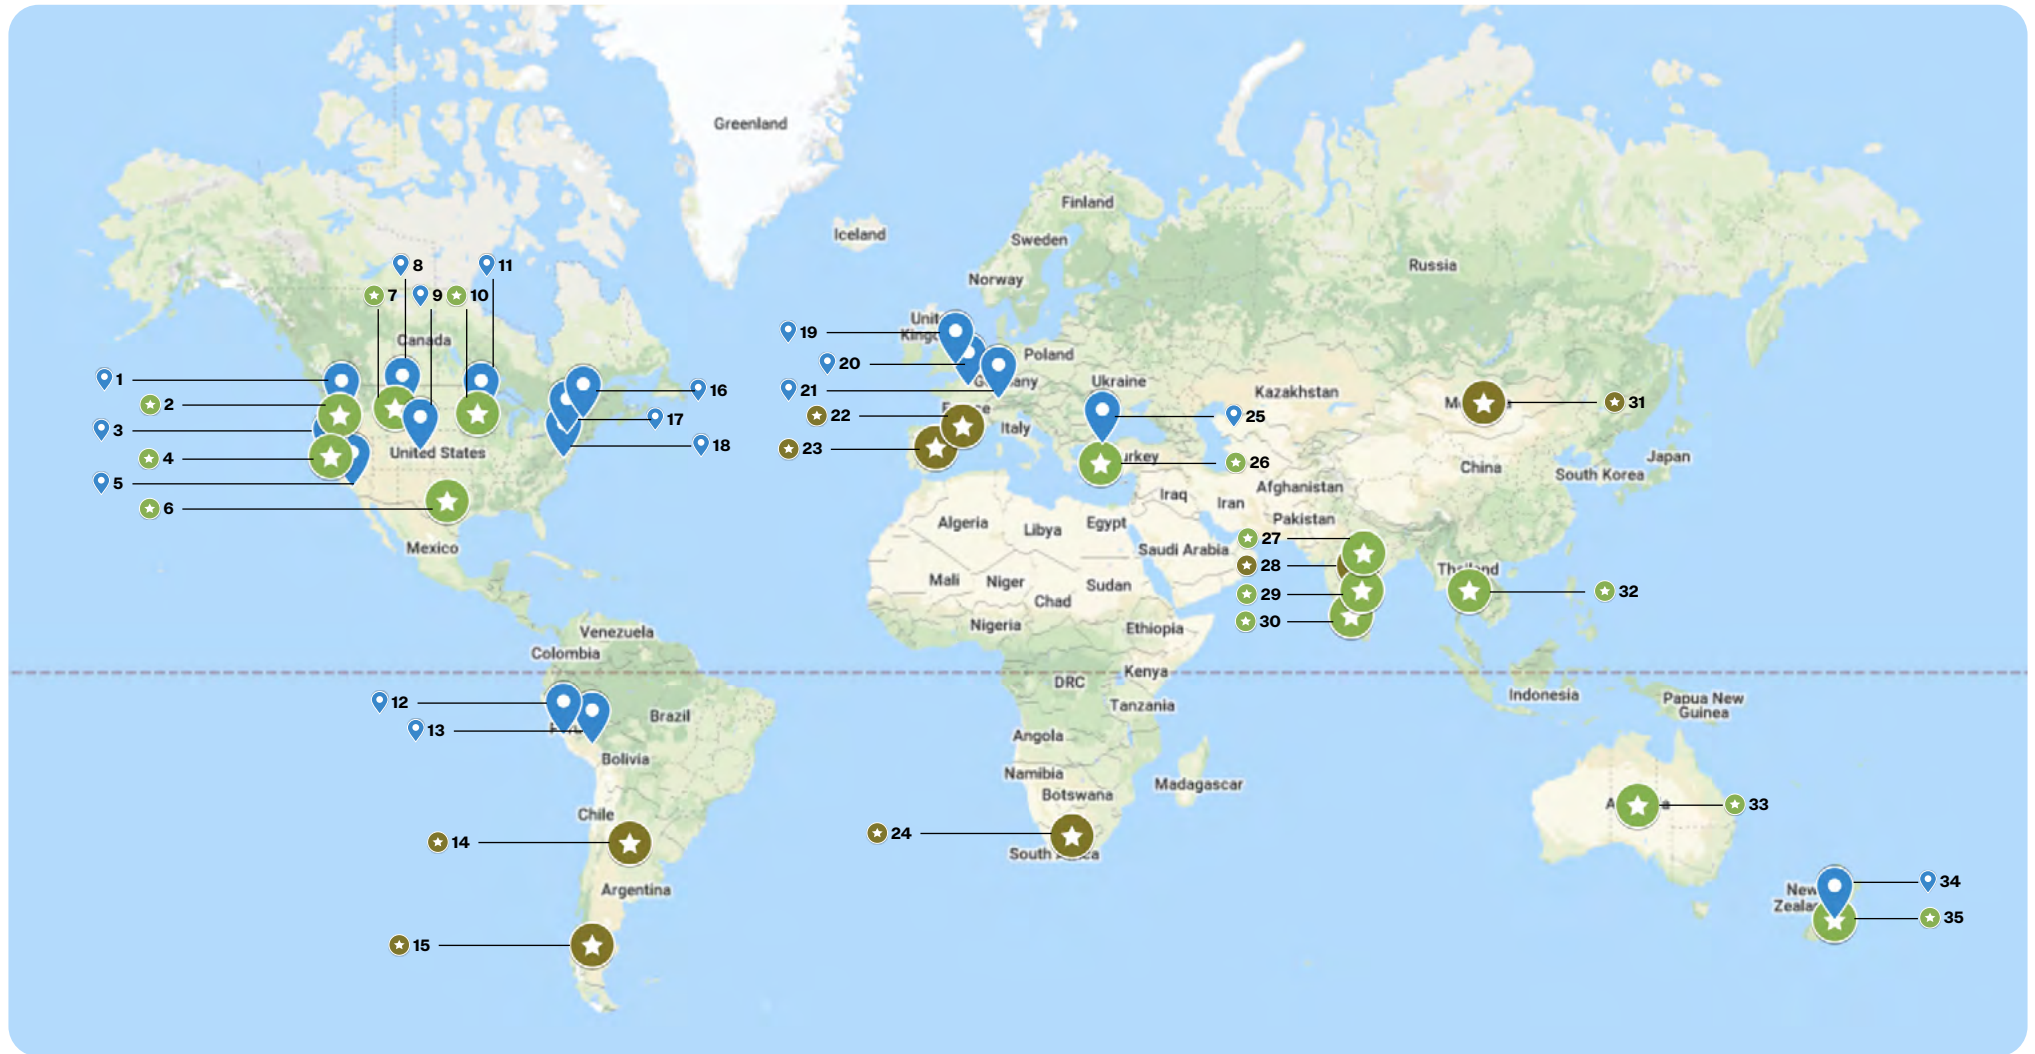 Greenland
Finland
Iceland
Sweden
Russia
Norway
8
11
7
9
10
Canada
1
2
3
4
5
6
United States
Mexico
16
17
18
19
20
21
22
23
Poland
Ukraine
Kazakhstan
Italy
25
26
31
China
Japan
South Korea
Afghanistan
Iraq
Iran
Pakistan
Algeria
Libya
Egypt
Saudi Arabia
27
28
29
30
Mali
Niger
Sudan
Chad
Nigeria
Ethiopia
32
Venezuela
Colombia
Kenya
DRC
Tanzania
Indonesia
Papua New
Guinea
12
13
Brazil
Bolivia
Angola
Namibia
Botswana
Madagascar
Chile
14
Argentina
15
24
33
New
34
35